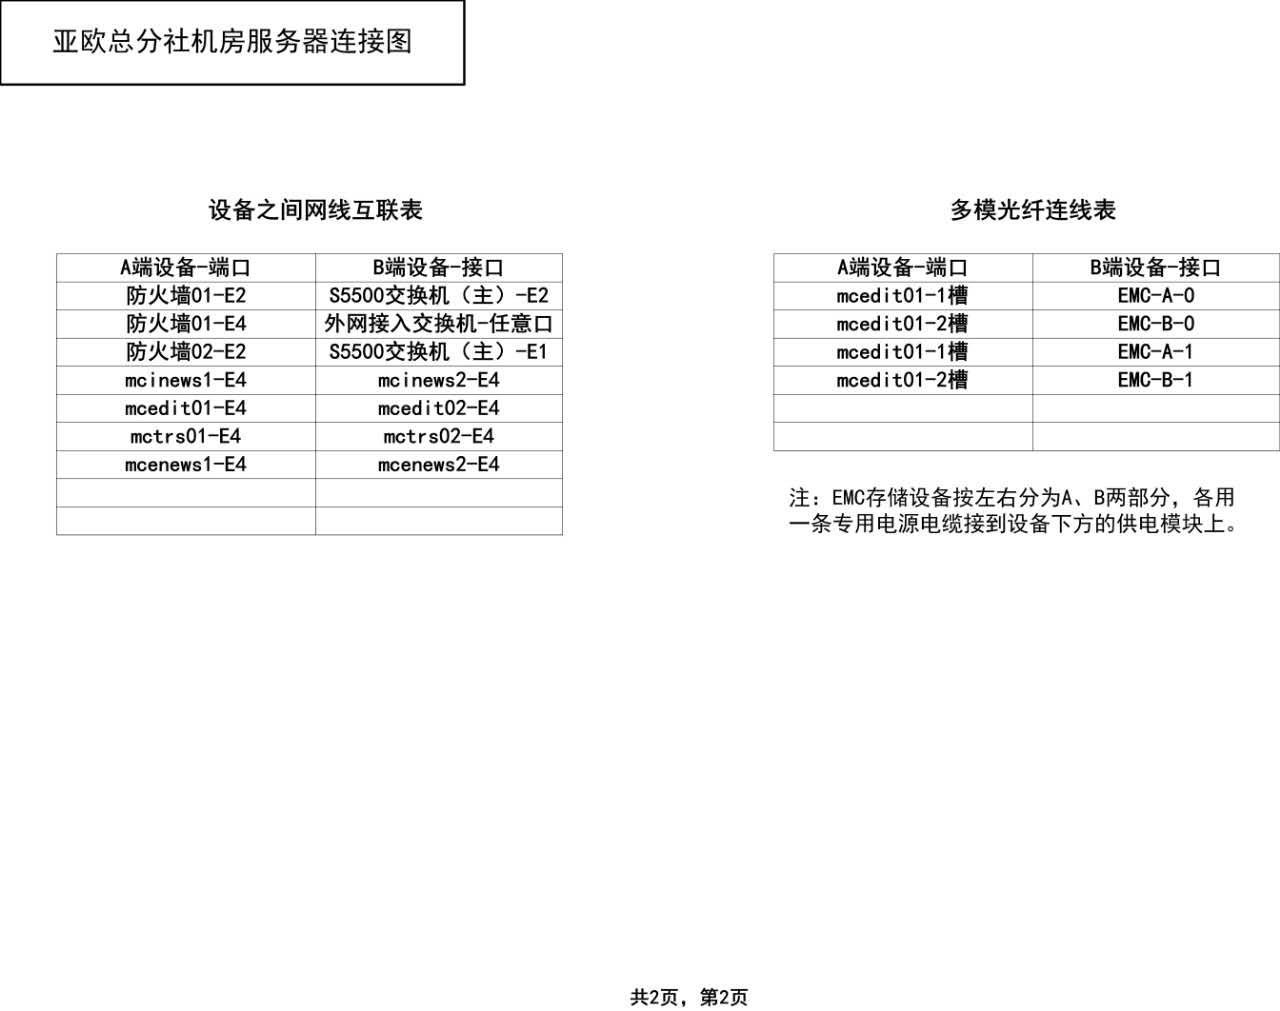 亚欧总分社机房服务器连接图
设备之间网线互联表
A端设备-端口 B端设备-接口
防火墙01-E2 S5500交换机（主）-E2
防火墙01-E4 外网接入交换机-任意口
防火墙02-E2 S5500交换机（主）-E1
mcinews1-E4 mcinews2-E4
mcedit01-E4 mcedit02-E4
mctrs01-E4 mctrs02-E4
mcenews1-E4 mcenews2-E4
多模光纤连线表
A端设备-端口 B端设备-接口
mcedit01-1槽 EMC-A-0
mcedit01-2槽 EMC-B-0
mcedit01-1槽 EMC-A-1
mcedit01-2槽 EMC-B-1
注：EMC存储设备按左右分为A、B两部分，各用
一条专用电源电缆接到设备下方的供电模块上。
共2页，第2页